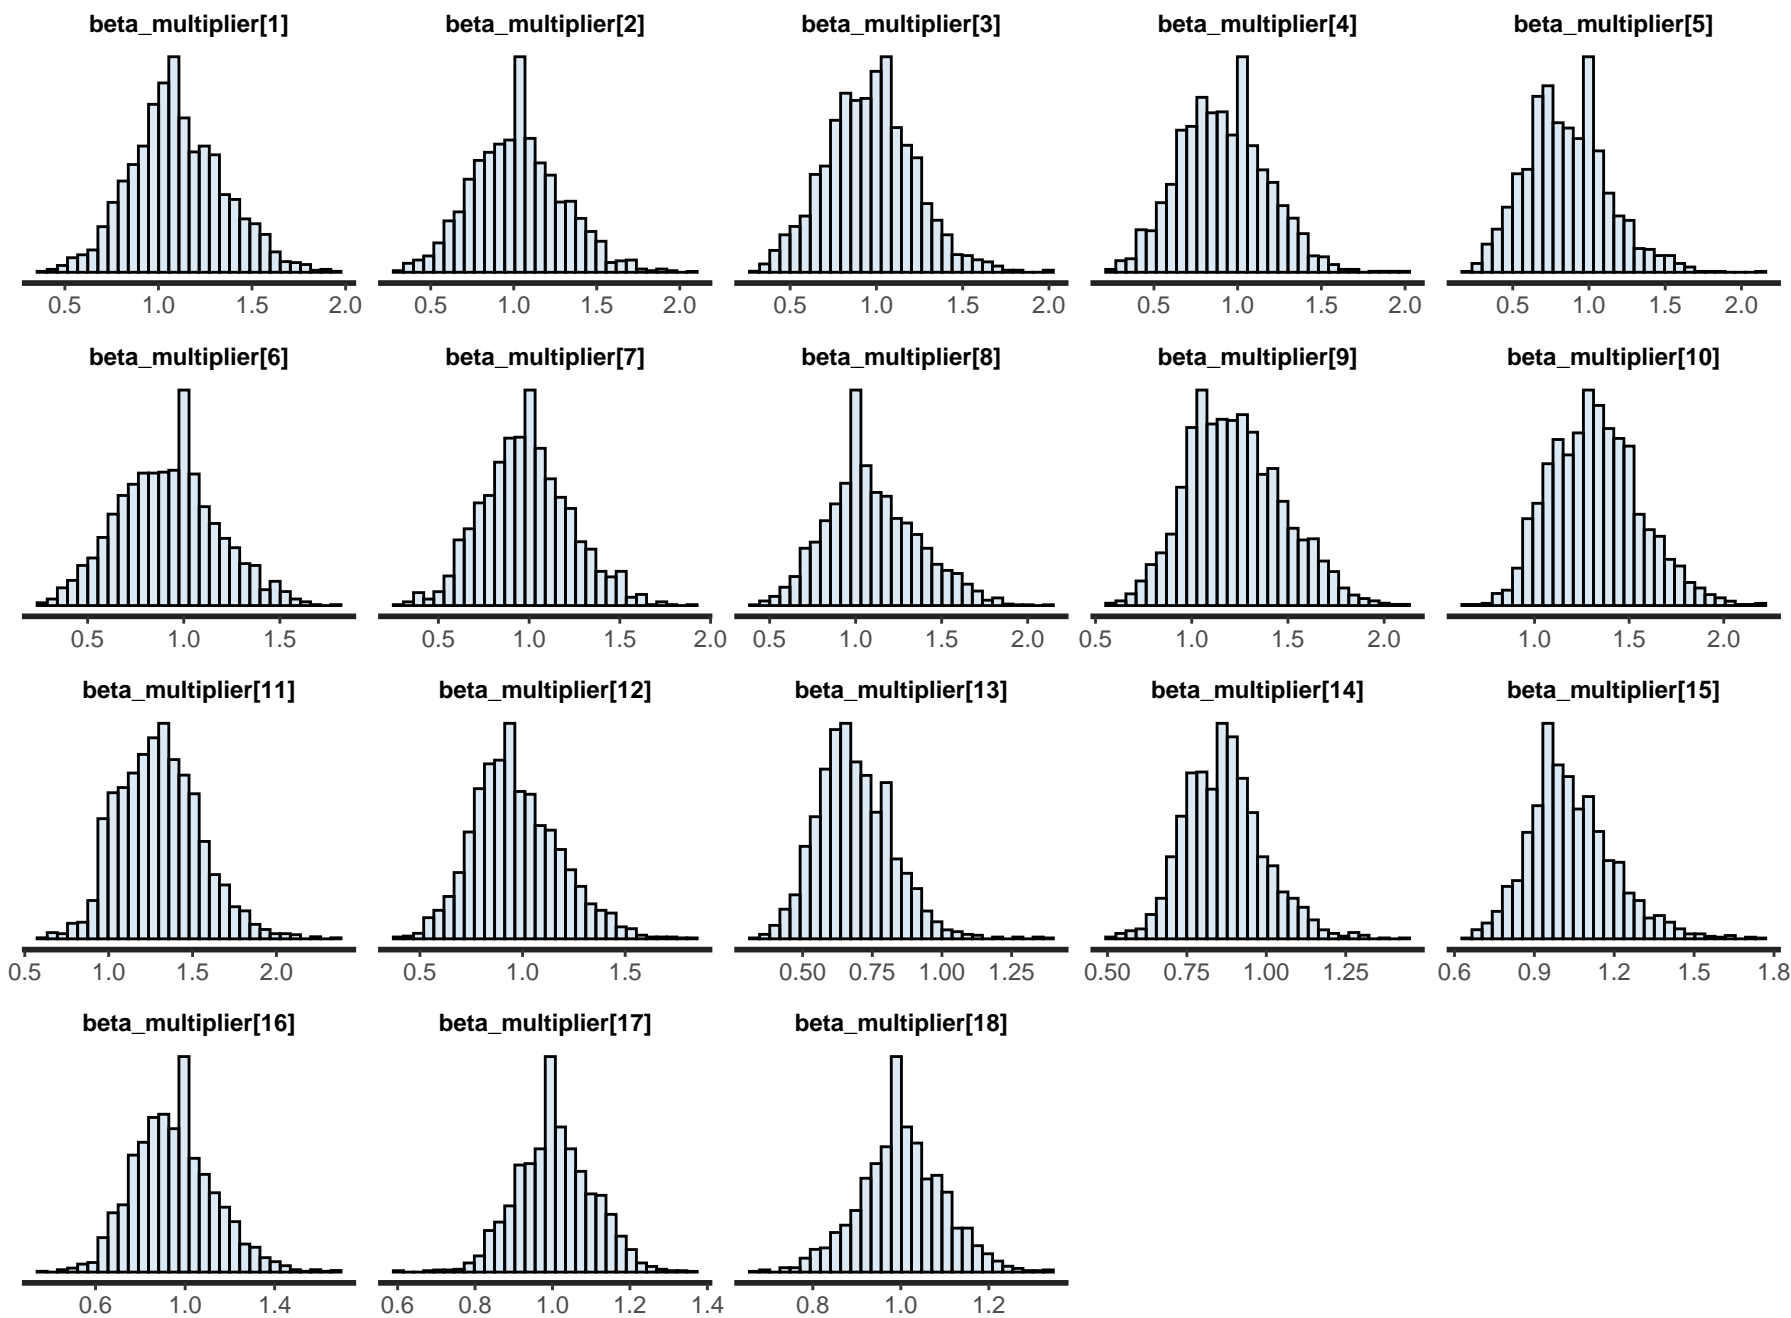 beta_multiplier[1] beta_multiplier[2] beta_multiplier[3] beta_multiplier[4] beta_multiplier[5]
0.5 1.0 1.5 2.0 0.5 1.0 1.5 2.0 0.5 1.0 1.5 2.0 0.5 1.0 1.5 2.0 0.5 1.0 1.5 2.0
beta_multiplier[6] beta_multiplier[7] beta_multiplier[8] beta_multiplier[9] beta_multiplier[10]
0.5 1.0 1.5 0.5 1.0 1.5 2.0 0.5 1.0 1.5 2.0 0.5 1.0 1.5 2.0 1.0 1.5 2.0
beta_multiplier[11] beta_multiplier[12] beta_multiplier[13] beta_multiplier[14] beta_multiplier[15]
0.5 1.0 1.5 2.0 0.5 1.0 1.5 0.50 0.75 1.00 1.25 0.50 0.75 1.00 1.25 0.6 0.9 1.2 1.5 1.8
beta_multiplier[16] beta_multiplier[17] beta_multiplier[18]
0.6 1.0 1.4 0.6 0.8 1.0 1.2 1.4 0.8 1.0 1.2